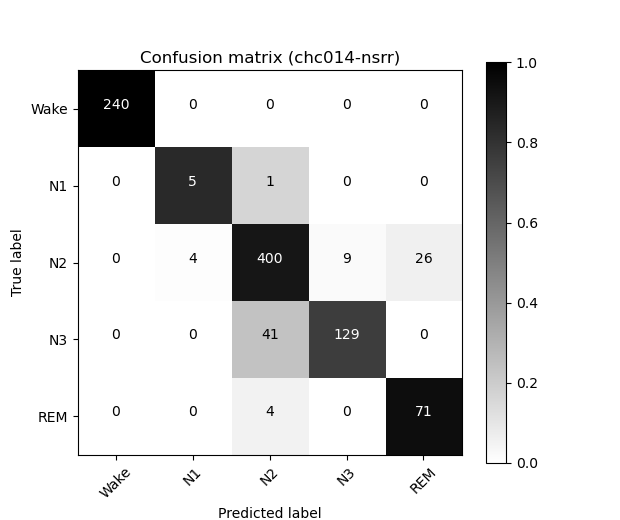 Confusion matrix (chc014-nsrr)
1.0
Wake 240 0 0 0 0
0.8
N1 0 5 1 0 0
0.6
True label
N2 0 4 400 9 26
0.4
N3 0 0 41 129 0
0.2
REM 0 0 4 0 71
0.0
Wake N1 N2 N3 REM
Predicted label